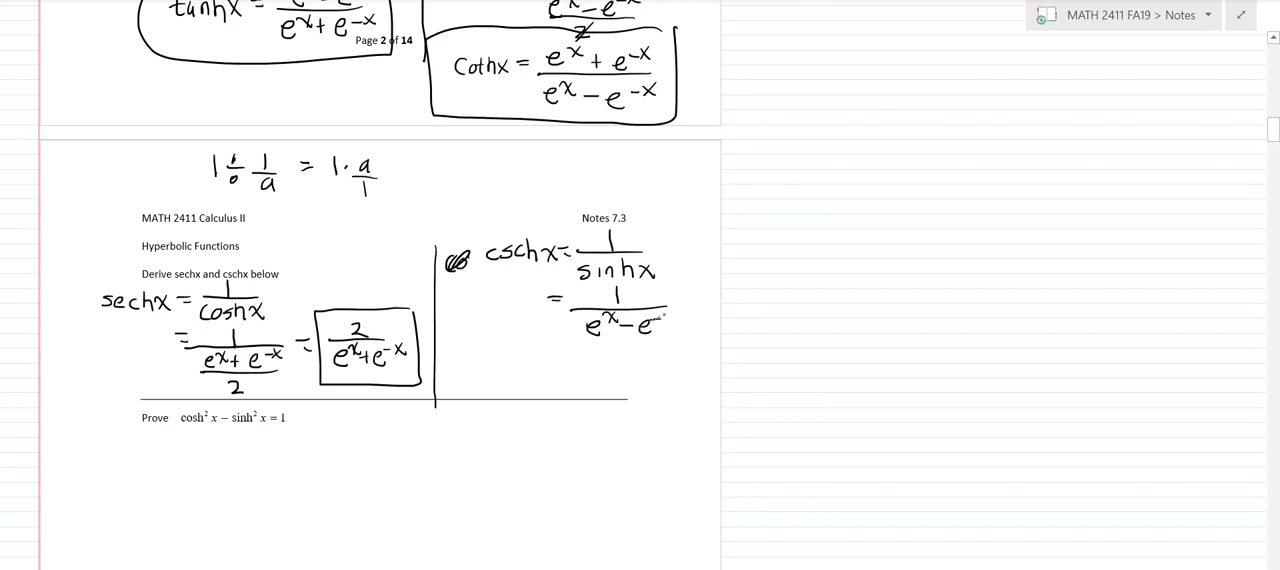 MATH 2411 FA19 > Notes
tanhx =
e^x + e^-x
Page 2 of 14
e^x - e^-x
2
Cothx = e^x + e^-x
e^x - e^-x
1 ÷ 1/a = 1 · a/1
MATH 2411 Calculus II
Notes 7.3
Hyperbolic Functions
Derive sechx and cschx below
sechx = 1
coshx
= 1
e^x + e^-x
2
= 2
e^x + e^-x
cschx = 1
sinhx
= 1
e^x - e^-
Prove cosh² x − sinh² x = 1